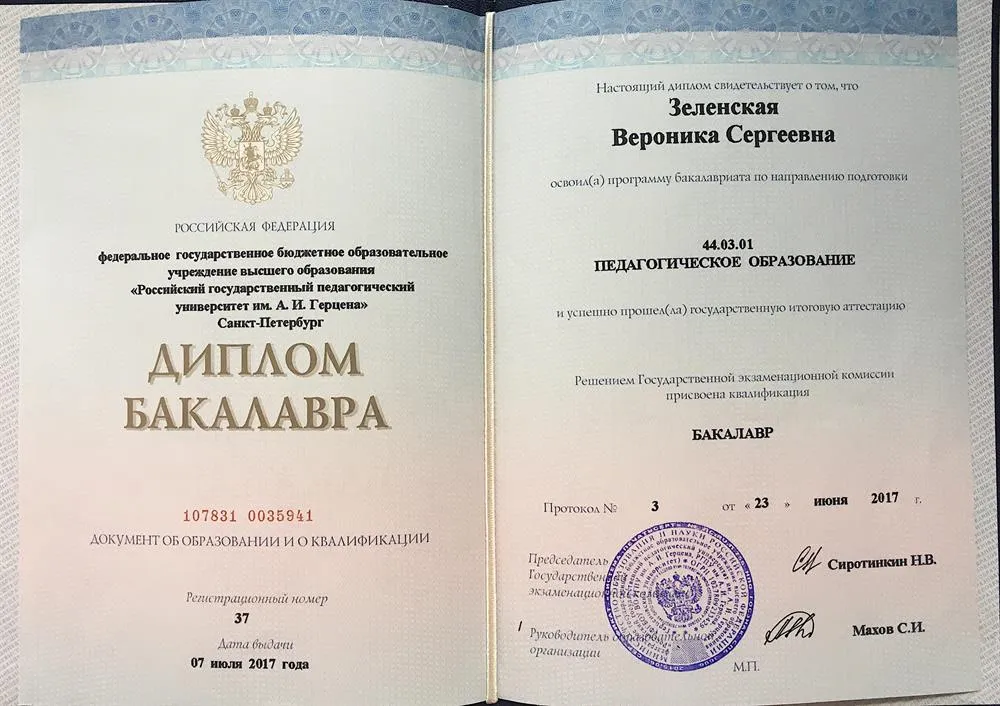 РОССИЙСКАЯ ФЕДЕРАЦИЯ
федеральное государственное бюджетное образовательное
учреждение высшего образования
«Российский государственный педагогический
университет им. А. И. Герцена»
Санкт-Петербург
ДИПЛОМ
БАКАЛАВРА
107831 0035941
ДОКУМЕНТ ОБ ОБРАЗОВАНИИ И О КВАЛИФИКАЦИИ
Регистрационный номер
37
Дата выдачи
07 июля 2017 года
Настоящий диплом свидетельствует о том, что
Зеленская
Вероника Сергеевна
освоил(а) программу бакалавриата по направлению подготовки
44.03.01
ПЕДАГОГИЧЕСКОЕ ОБРАЗОВАНИЕ
и успешно прошел(ла) государственную итоговую аттестацию
Решением Государственной экзаменационной комиссии
присвоена квалификация
БАКАЛАВР
Протокол № 3 от « 23 » июня 2017 г.
Председатель
Государственной
экзаменационной комиссии
Сиротинкин Н.В.
Руководитель образовательной
организации
Махов С.И.
М.П.